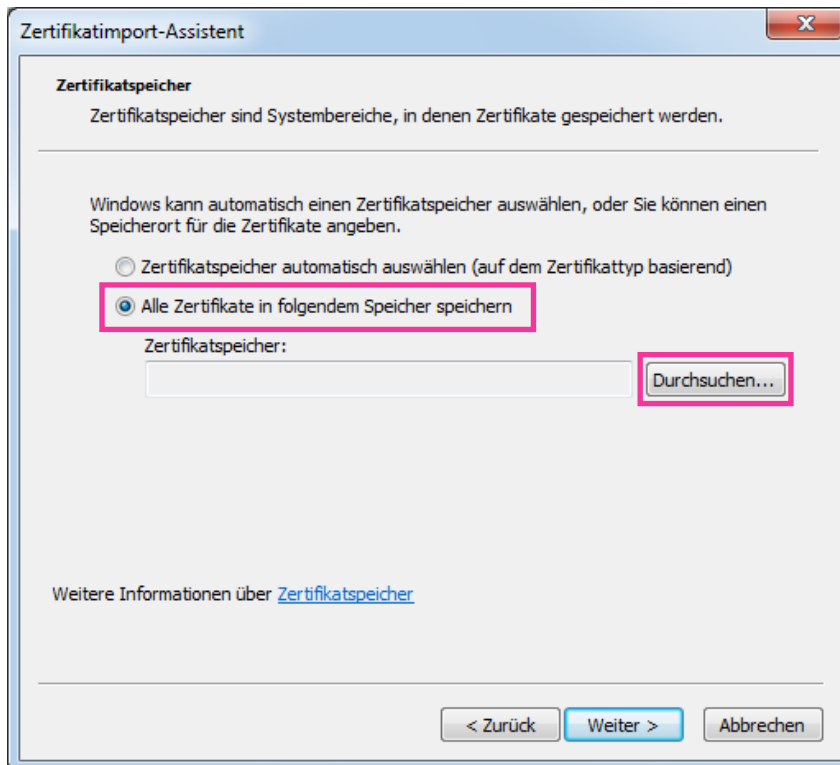 Zertifikatimport-Assistent
Zertifikatspeicher
Zertifikatspeicher sind Systembereiche, in denen Zertifikate gespeichert werden.
Windows kann automatisch einen Zertifikatspeicher auswählen, oder Sie können einen
Speicherort für die Zertifikate angeben.
Zertifikatspeicher automatisch auswählen (auf dem Zertifikattyp basierend)
Alle Zertifikate in folgendem Speicher speichern
Zertifikatspeicher:
Durchsuchen...
Weitere Informationen über Zertifikatspeicher
< Zurück Weiter > Abbrechen